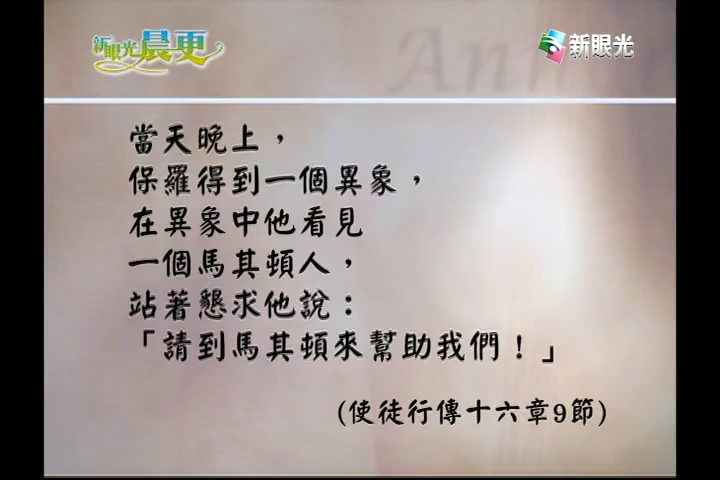 新眼光晨更
新眼光
當天晚上，
保羅得到一個異象，
在異象中他看見
一個馬其頓人，
站著懇求他說：
「請到馬其頓來幫助我們！」
(使徒行傳十六章9節)